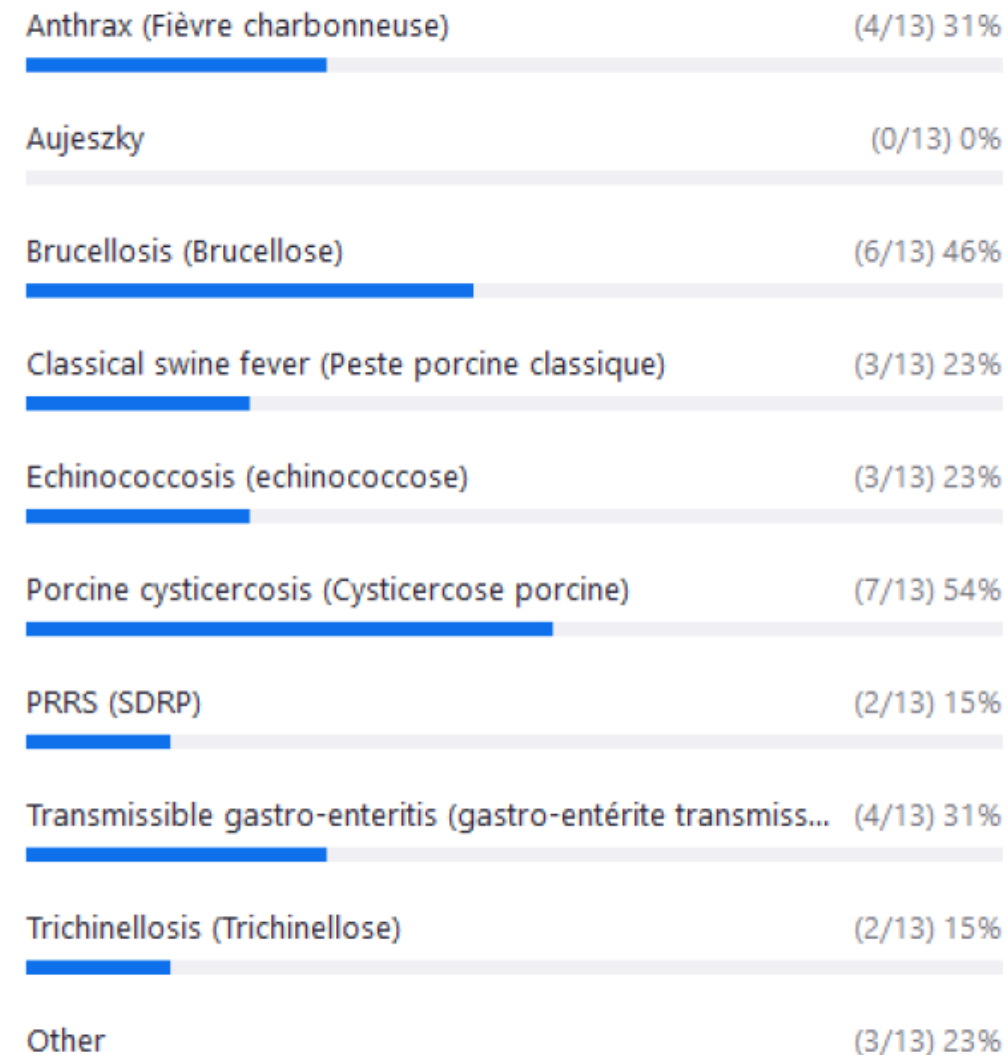 Anthrax (Fièvre charbonneuse) (4/13) 31%
Aujeszky (0/13) 0%
Brucellosis (Brucellose) (6/13) 46%
Classical swine fever (Peste porcine classique) (3/13) 23%
Echinococcosis (echinococcose) (3/13) 23%
Porcine cysticercosis (Cysticercose porcine) (7/13) 54%
PRRS (SDRP) (2/13) 15%
Transmissible gastro-enteritis (gastro-entérite transmiss... (4/13) 31%
Trichinellosis (Trichinellose) (2/13) 15%
Other (3/13) 23%